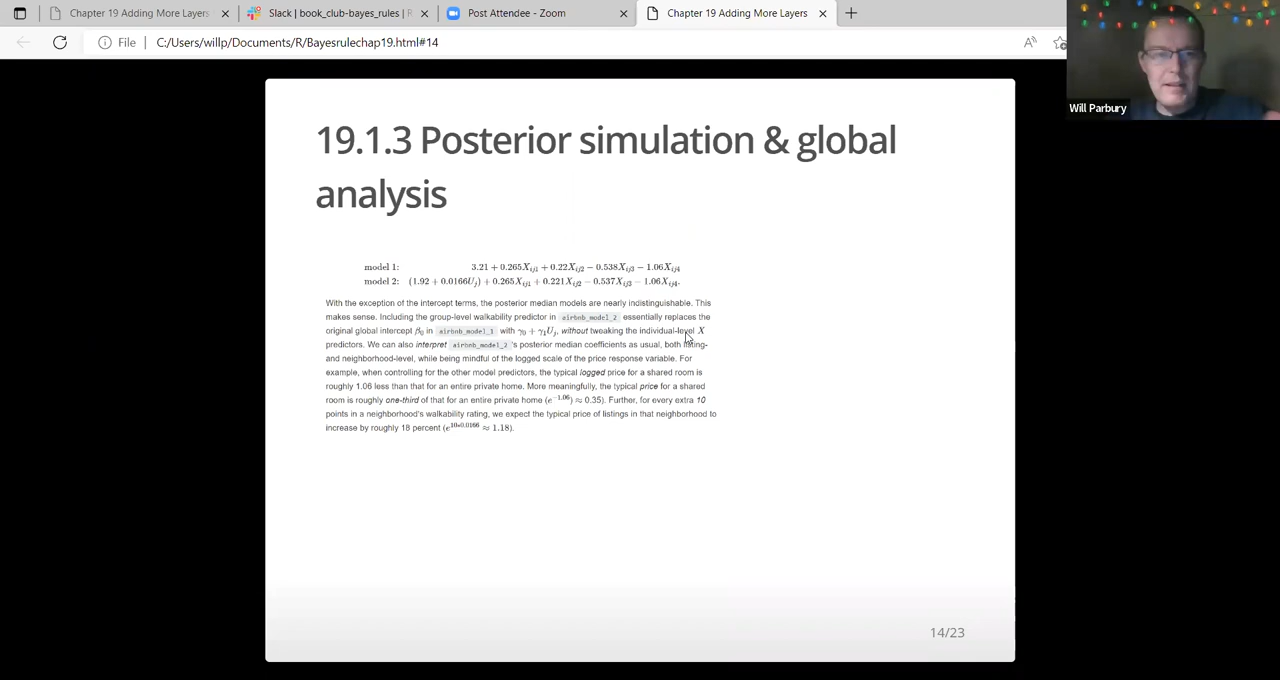 Chapter 19 Adding More Layers
Slack | book_club-bayes_rules | R
Post Attendee - Zoom
Chapter 19 Adding More Layers
File C:/Users/willp/Documents/R/Bayesrulechap19.html#14
Will Parbury
19.1.3 Posterior simulation & global
analysis
model 1: 3.21 + 0.265Xij1 + 0.22Xij2 − 0.538Xij3 − 1.06Xij4
model 2: (1.92 + 0.0166Uj) + 0.265Xij1 + 0.221Xij2 − 0.537Xij3 − 1.06Xij4.
With the exception of the intercept terms, the posterior median models are nearly indistinguishable. This
makes sense. Including the group-level walkability predictor in airbnb_model_2 essentially replaces the
original global intercept β0 in airbnb_model_1 with γ0 + γ1Uj, without tweaking the individual-level X
predictors. We can also interpret airbnb_model_2 's posterior median coefficients as usual, both listing-
and neighborhood-level, while being mindful of the logged scale of the price response variable. For
example, when controlling for the other model predictors, the typical logged price for a shared room is
roughly 1.06 less than that for an entire private home. More meaningfully, the typical price for a shared
room is roughly one-third of that for an entire private home (e^−1.06) ≈ 0.35). Further, for every extra 10
points in a neighborhood's walkability rating, we expect the typical price of listings in that neighborhood to
increase by roughly 18 percent (e^10*0.0166 ≈ 1.18).
14/23